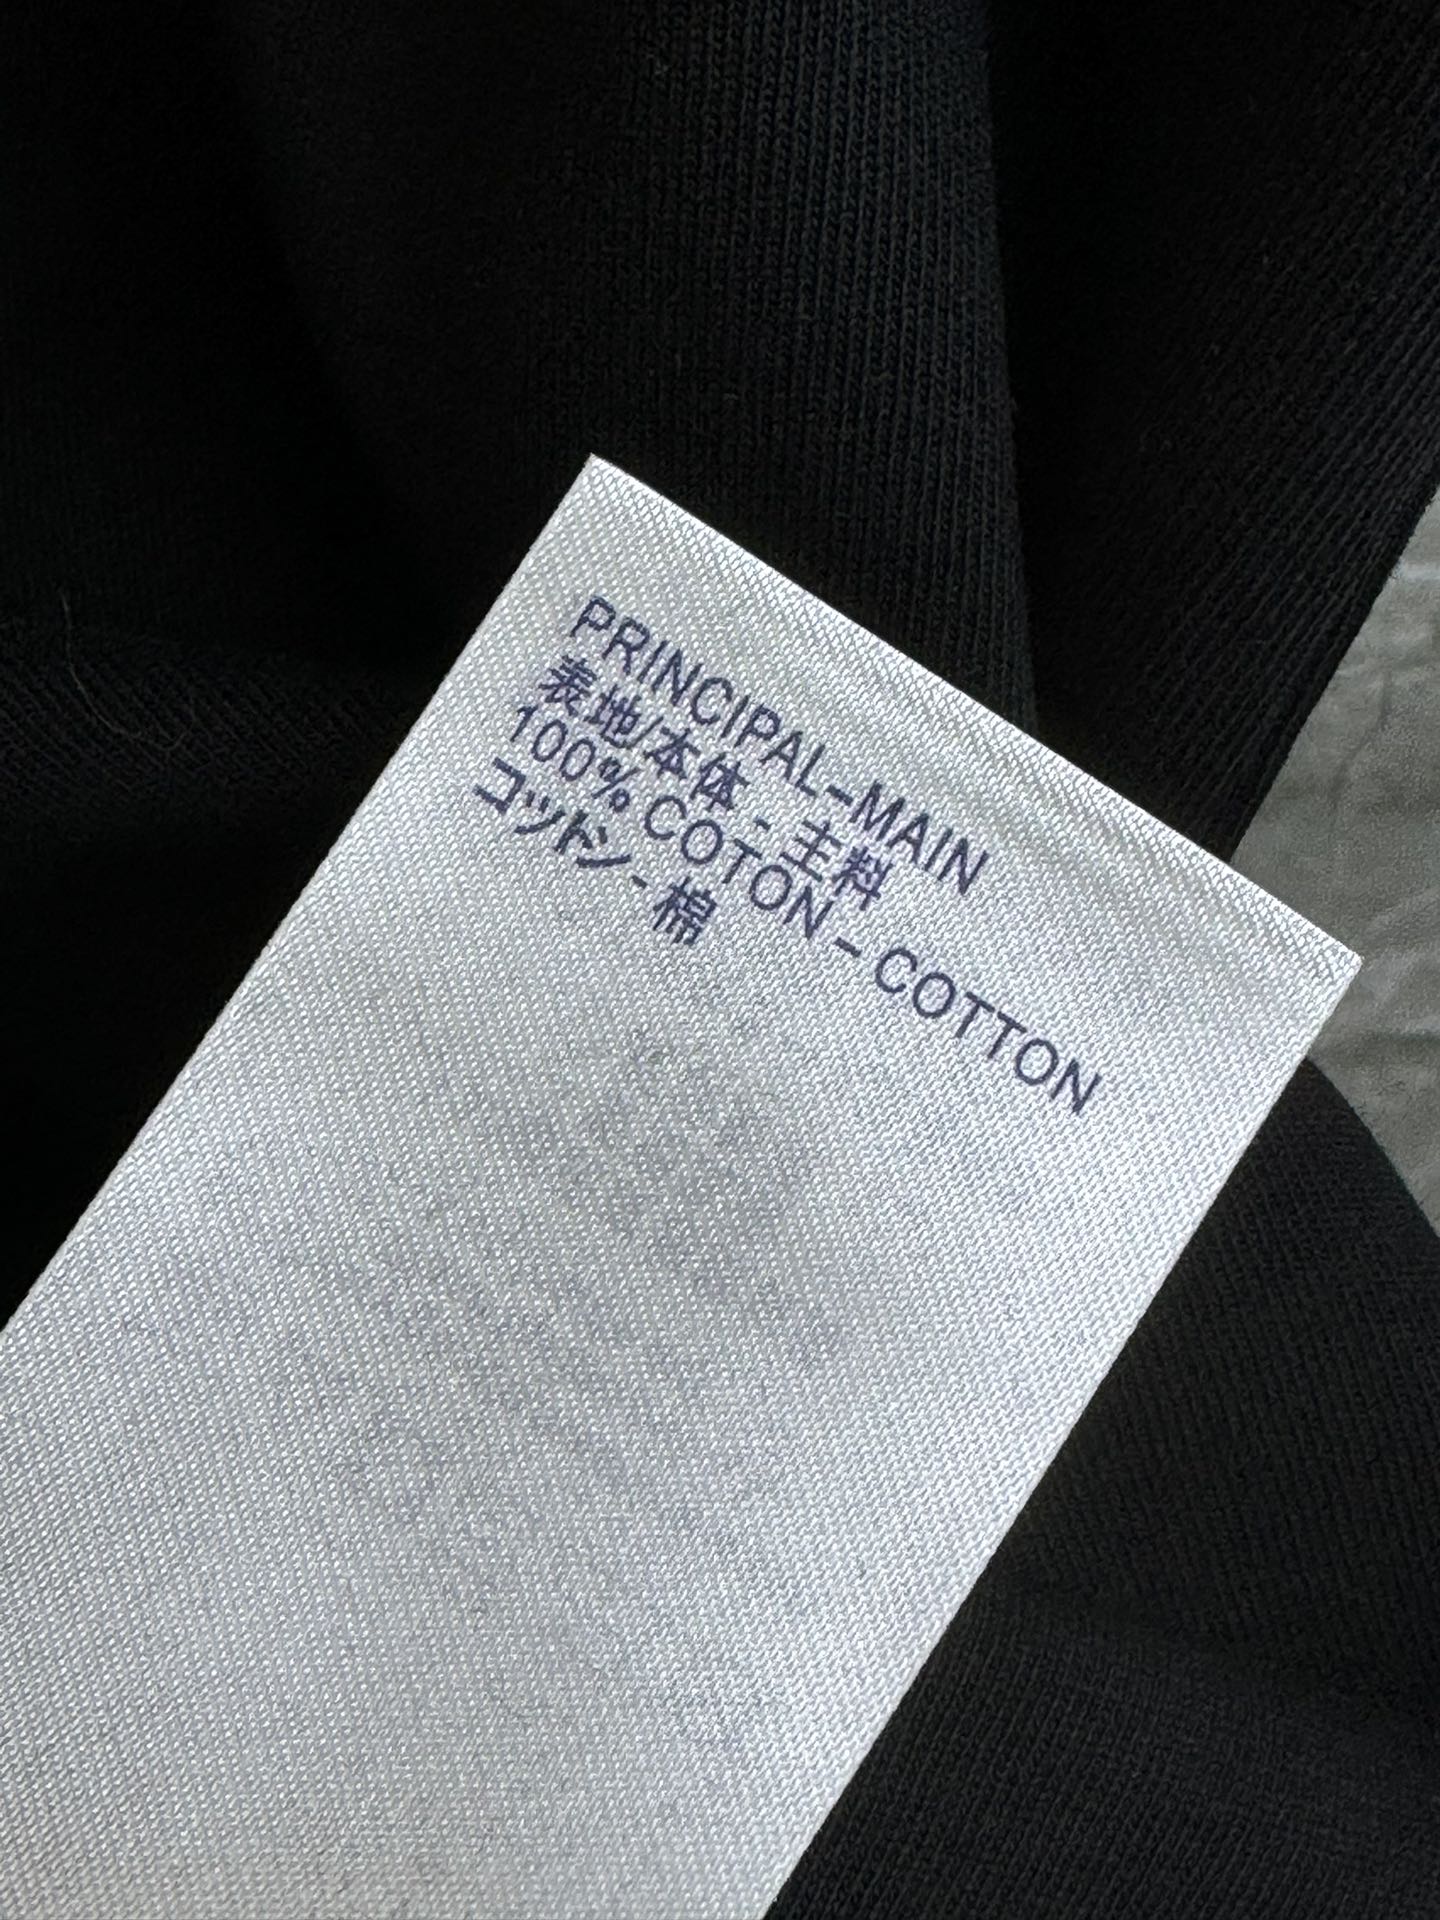 PRINCIPAL-MAIN
表地/本体 - 主料
100% COTON - COTTON
コットン - 棉